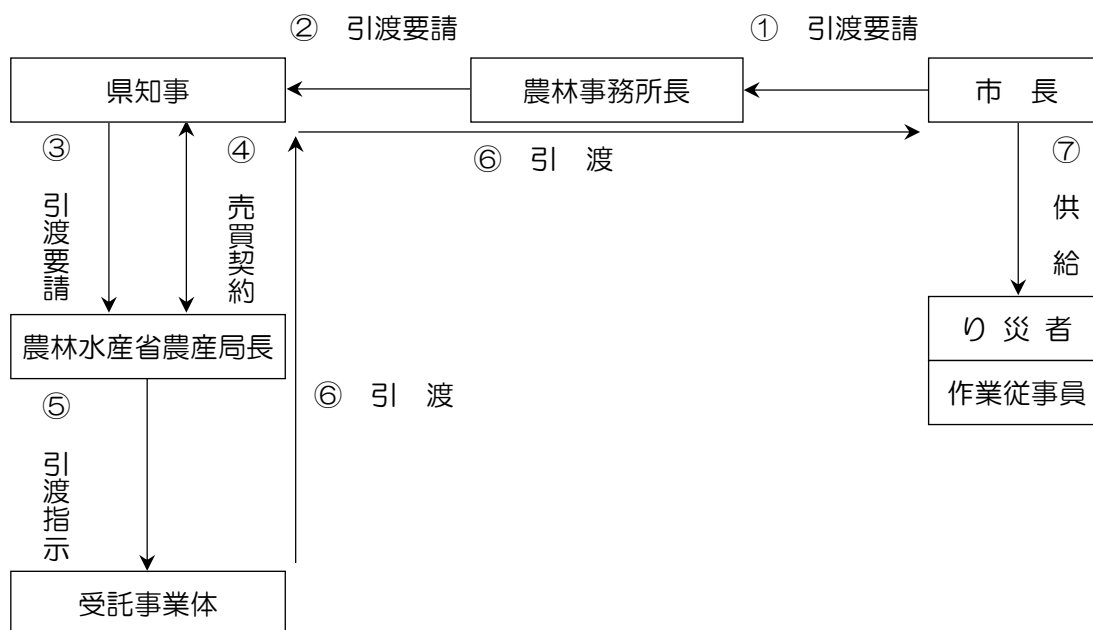 ② 引渡要請
① 引渡要請
県知事
農林事務所長
市 長
③ 引渡要請
④ 売買契約
⑥ 引 渡
⑦ 供 給
農林水産省農産局長
り 災 者
作業従事員
⑤ 引渡指示
⑥ 引 渡
受託事業体